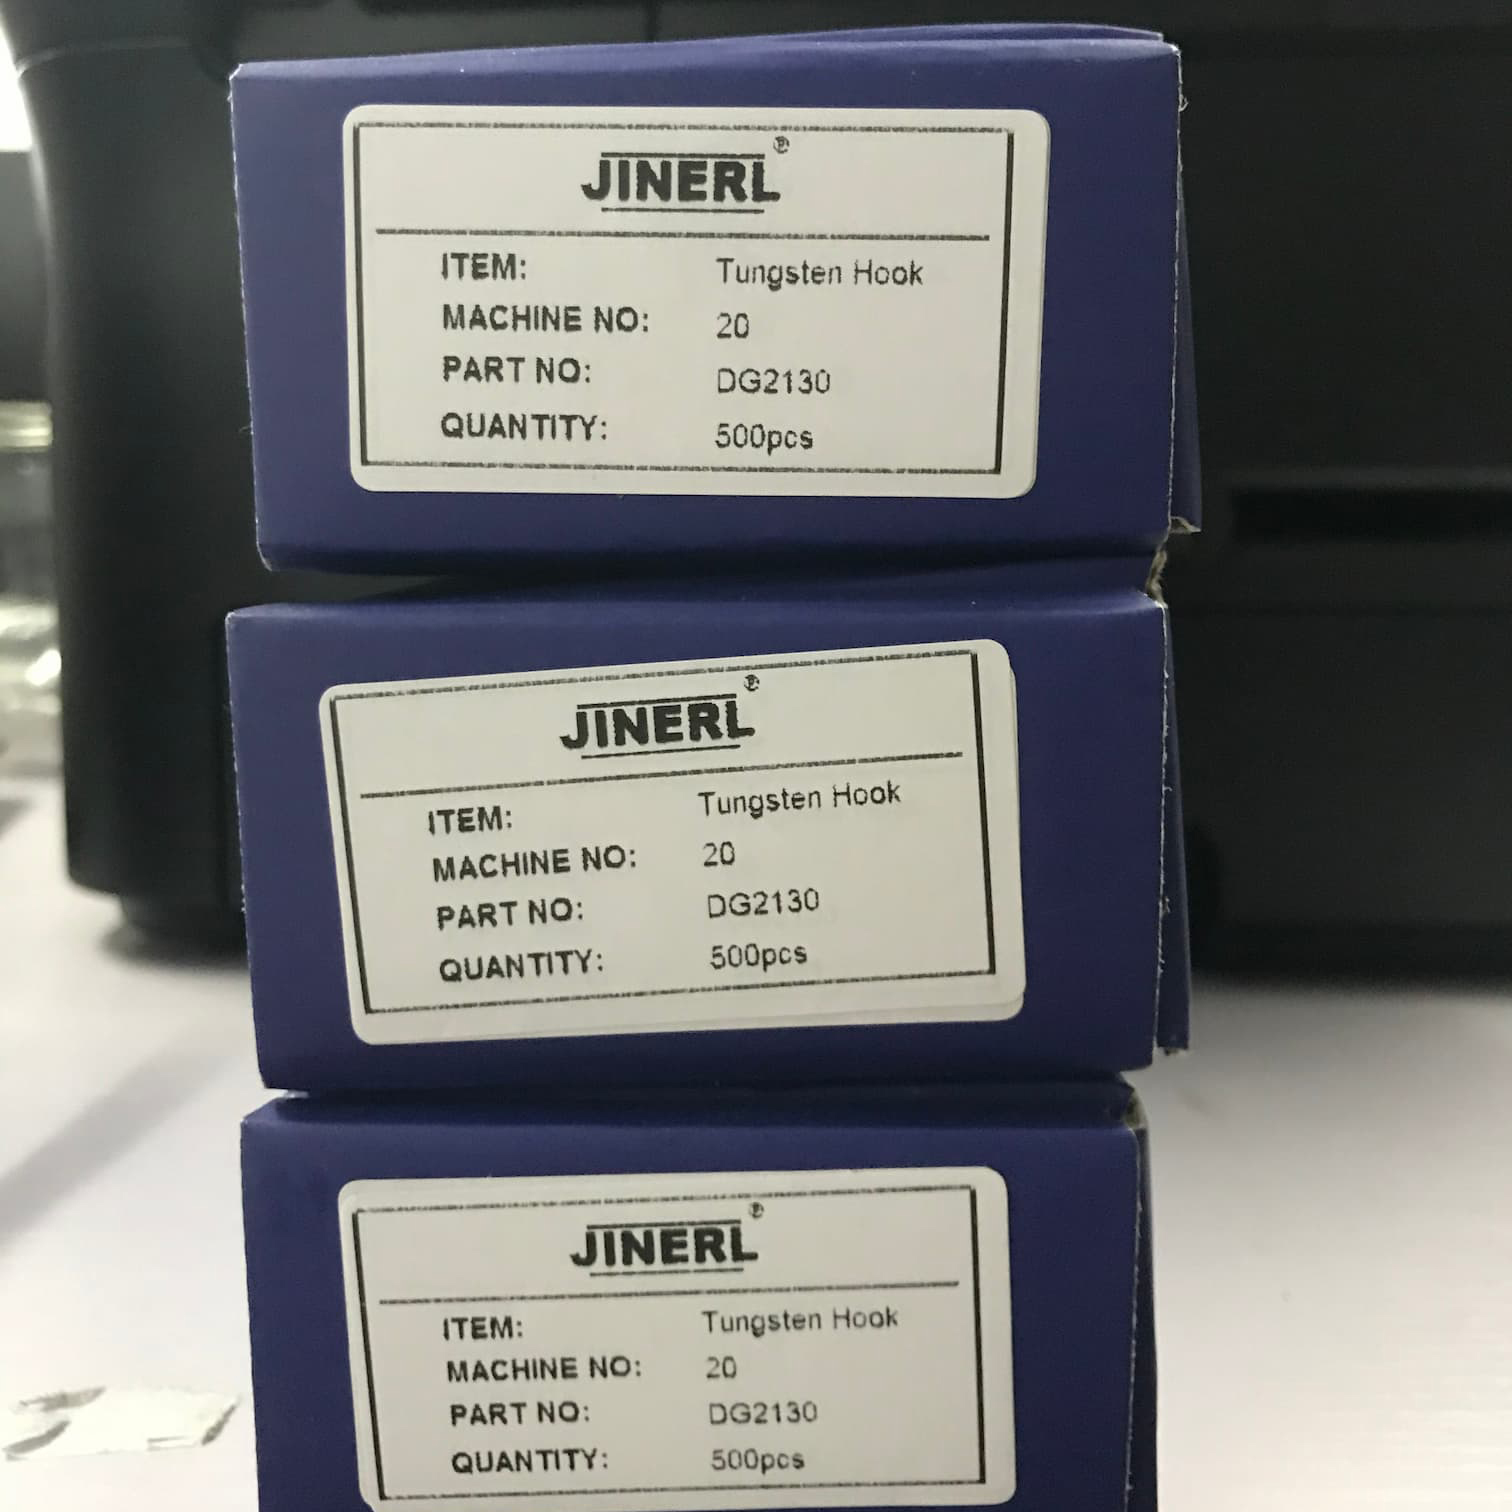 JINERL®
ITEM: Tungsten Hook
MACHINE NO: 20
PART NO: DG2130
QUANTITY: 500pcs
JINERL®
ITEM: Tungsten Hook
MACHINE NO: 20
PART NO: DG2130
QUANTITY: 500pcs
JINERL®
ITEM: Tungsten Hook
MACHINE NO: 20
PART NO: DG2130
QUANTITY: 500pcs